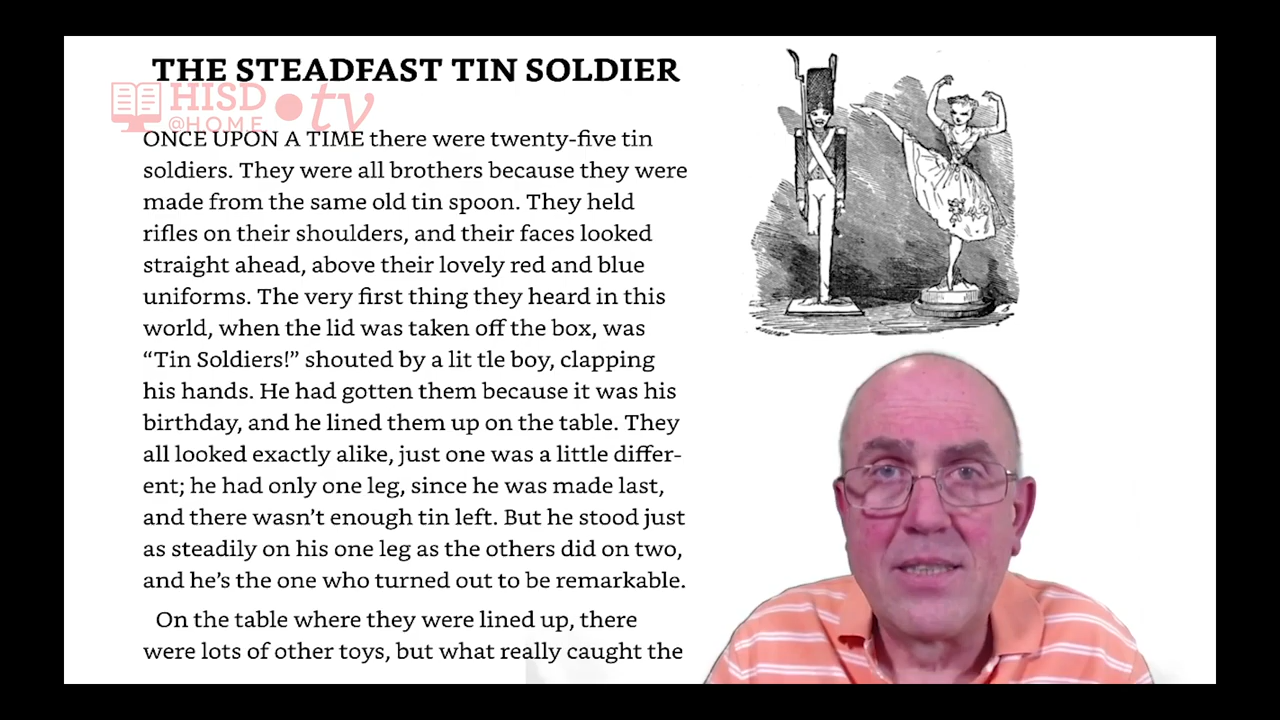 THE STEADFAST TIN SOLDIER
HISD
@HOME
tv
ONCE UPON A TIME there were twenty-five tin
soldiers. They were all brothers because they were
made from the same old tin spoon. They held
rifles on their shoulders, and their faces looked
straight ahead, above their lovely red and blue
uniforms. The very first thing they heard in this
world, when the lid was taken off the box, was
“Tin Soldiers!” shouted by a lit tle boy, clapping
his hands. He had gotten them because it was his
birthday, and he lined them up on the table. They
all looked exactly alike, just one was a little differ-
ent; he had only one leg, since he was made last,
and there wasn’t enough tin left. But he stood just
as steadily on his one leg as the others did on two,
and he’s the one who turned out to be remarkable.
On the table where they were lined up, there
were lots of other toys, but what really caught the